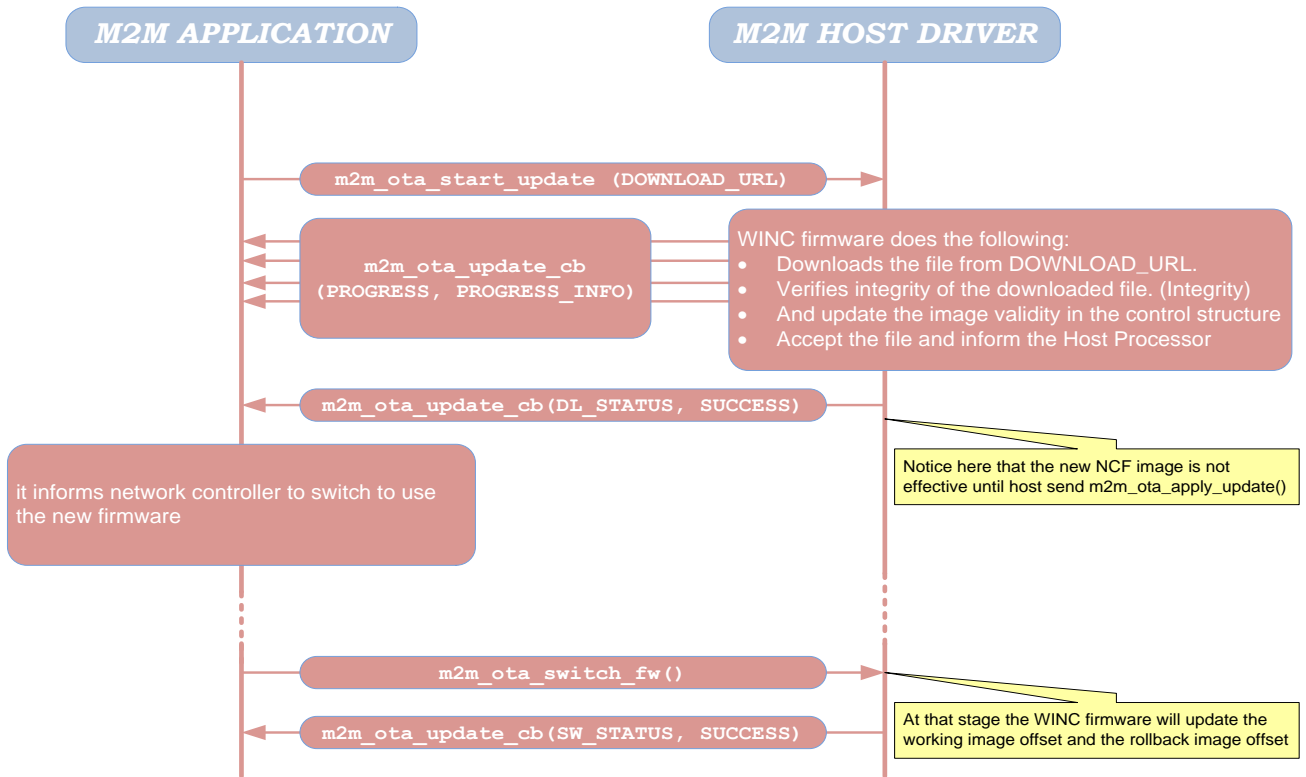 M2M APPLICATION
M2M HOST DRIVER
m2m_ota_start_update (DOWNLOAD_URL)
m2m_ota_update_cb
(PROGRESS, PROGRESS_INFO)
WINC firmware does the following:
• Downloads the file from DOWNLOAD_URL.
• Verifies integrity of the downloaded file. (Integrity)
• And update the image validity in the control structure
• Accept the file and inform the Host Processor
m2m_ota_update_cb(DL_STATUS, SUCCESS)
Notice here that the new NCF image is not
effective until host send m2m_ota_apply_update()
it informs network controller to switch to use
the new firmware
m2m_ota_switch_fw()
m2m_ota_update_cb(SW_STATUS, SUCCESS)
At that stage the WINC firmware will update the
working image offset and the rollback image offset